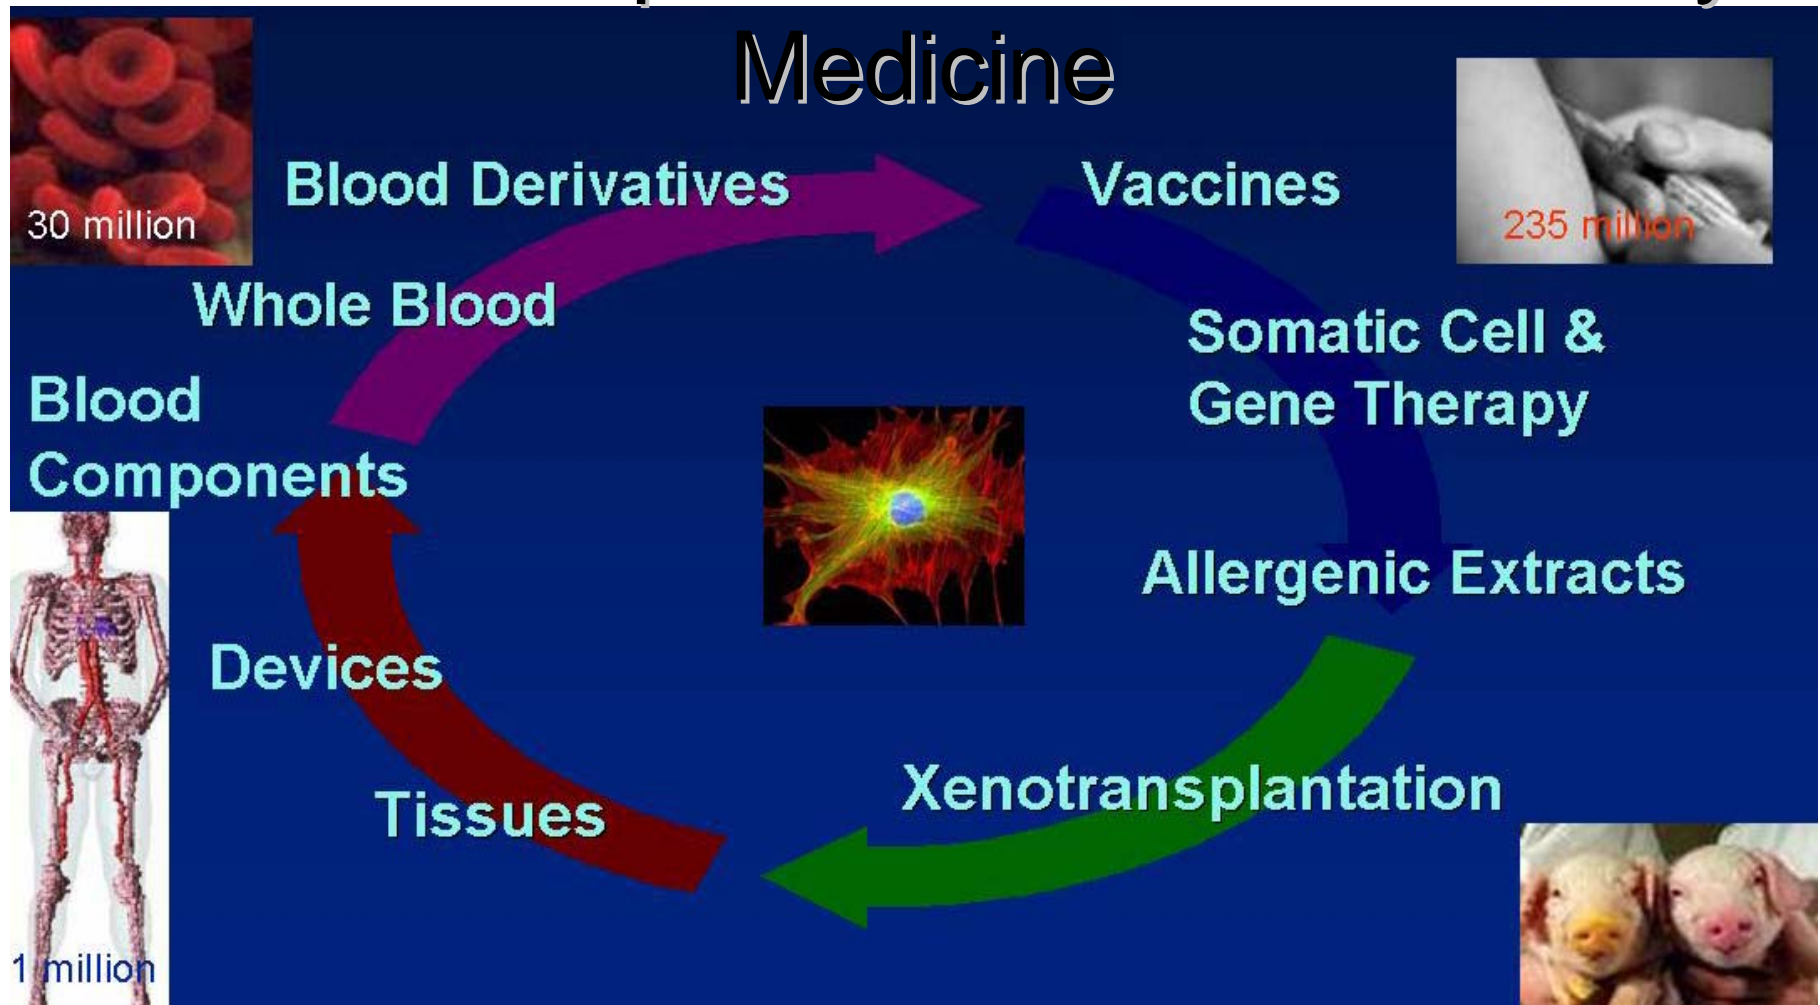 Medicine
Blood Derivatives
Vaccines
30 million
235 million
Whole Blood
Somatic Cell &
Gene Therapy
Blood
Components
Allergenic Extracts
Devices
Xenotransplantation
Tissues
1 million